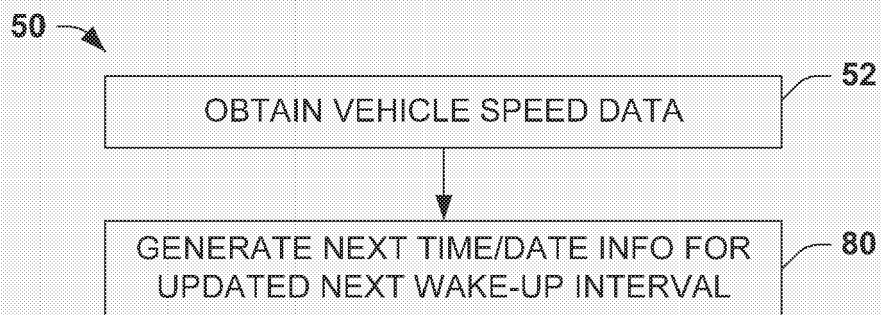 50
OBTAIN VEHICLE SPEED DATA
52
GENERATE NEXT TIME/DATE INFO FOR
UPDATED NEXT WAKE-UP INTERVAL
80